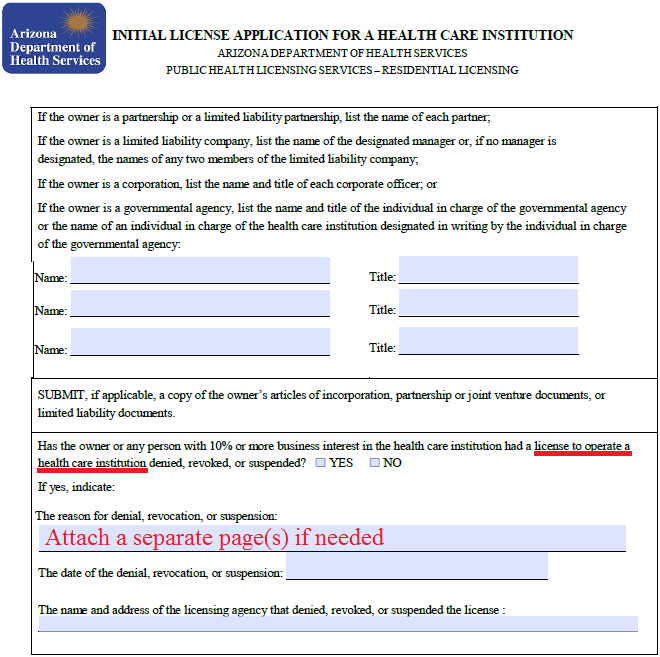 Arizona
Department of
Health Services
INITIAL LICENSE APPLICATION FOR A HEALTH CARE INSTITUTION
ARIZONA DEPARTMENT OF HEALTH SERVICES
PUBLIC HEALTH LICENSING SERVICES – RESIDENTIAL LICENSING
If the owner is a partnership or a limited liability partnership, list the name of each partner;
If the owner is a limited liability company, list the name of the designated manager or, if no manager is
designated, the names of any two members of the limited liability company;
If the owner is a corporation, list the name and title of each corporate officer; or
If the owner is a governmental agency, list the name and title of the individual in charge of the governmental agency
or the name of an individual in charge of the health care institution designated in writing by the individual in charge
of the governmental agency:
Name: Title:
Name: Title:
Name: Title:
SUBMIT, if applicable, a copy of the owner’s articles of incorporation, partnership or joint venture documents, or
limited liability documents.
Has the owner or any person with 10% or more business interest in the health care institution had a license to operate a
health care institution denied, revoked, or suspended? YES NO
If yes, indicate:
The reason for denial, revocation, or suspension:
Attach a separate page(s) if needed
The date of the denial, revocation, or suspension:
The name and address of the licensing agency that denied, revoked, or suspended the license :